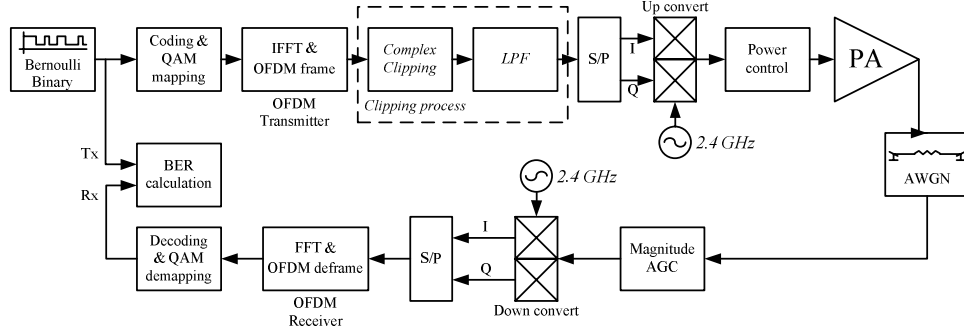 Up convert
Bernoulli
Binary
Coding &
QAM
mapping
IFFT &
OFDM frame
OFDM
Transmitter
Complex
Clipping
LPF
Clipping process
S/P
I
Q
2.4 GHz
Power
control
PA
AWGN
Tx
Rx
BER
calculation
Decoding
& QAM
demapping
FFT &
OFDM deframe
OFDM
Receiver
S/P
I
Q
2.4 GHz
Down convert
Magnitude
AGC